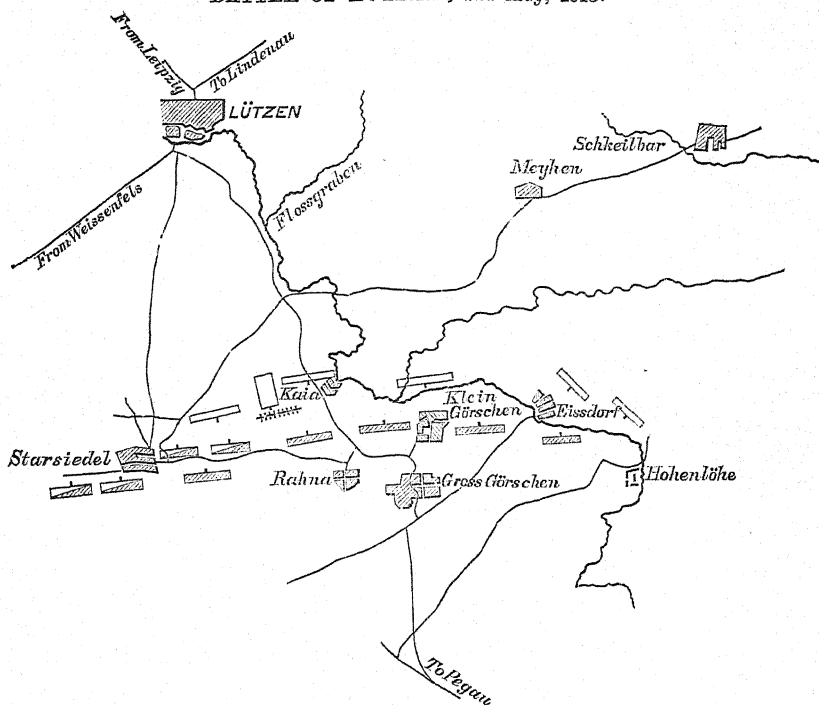 From Leipzig
To Lindenau
LÜTZEN
Schkeilbar
Meyhen
Flossgraben
From Weissenfels
Kaia
Klein
Görschen
Eissdorf
Starsiedel
Rahna
Gross Görschen
Hohenlöhe
To Pegau